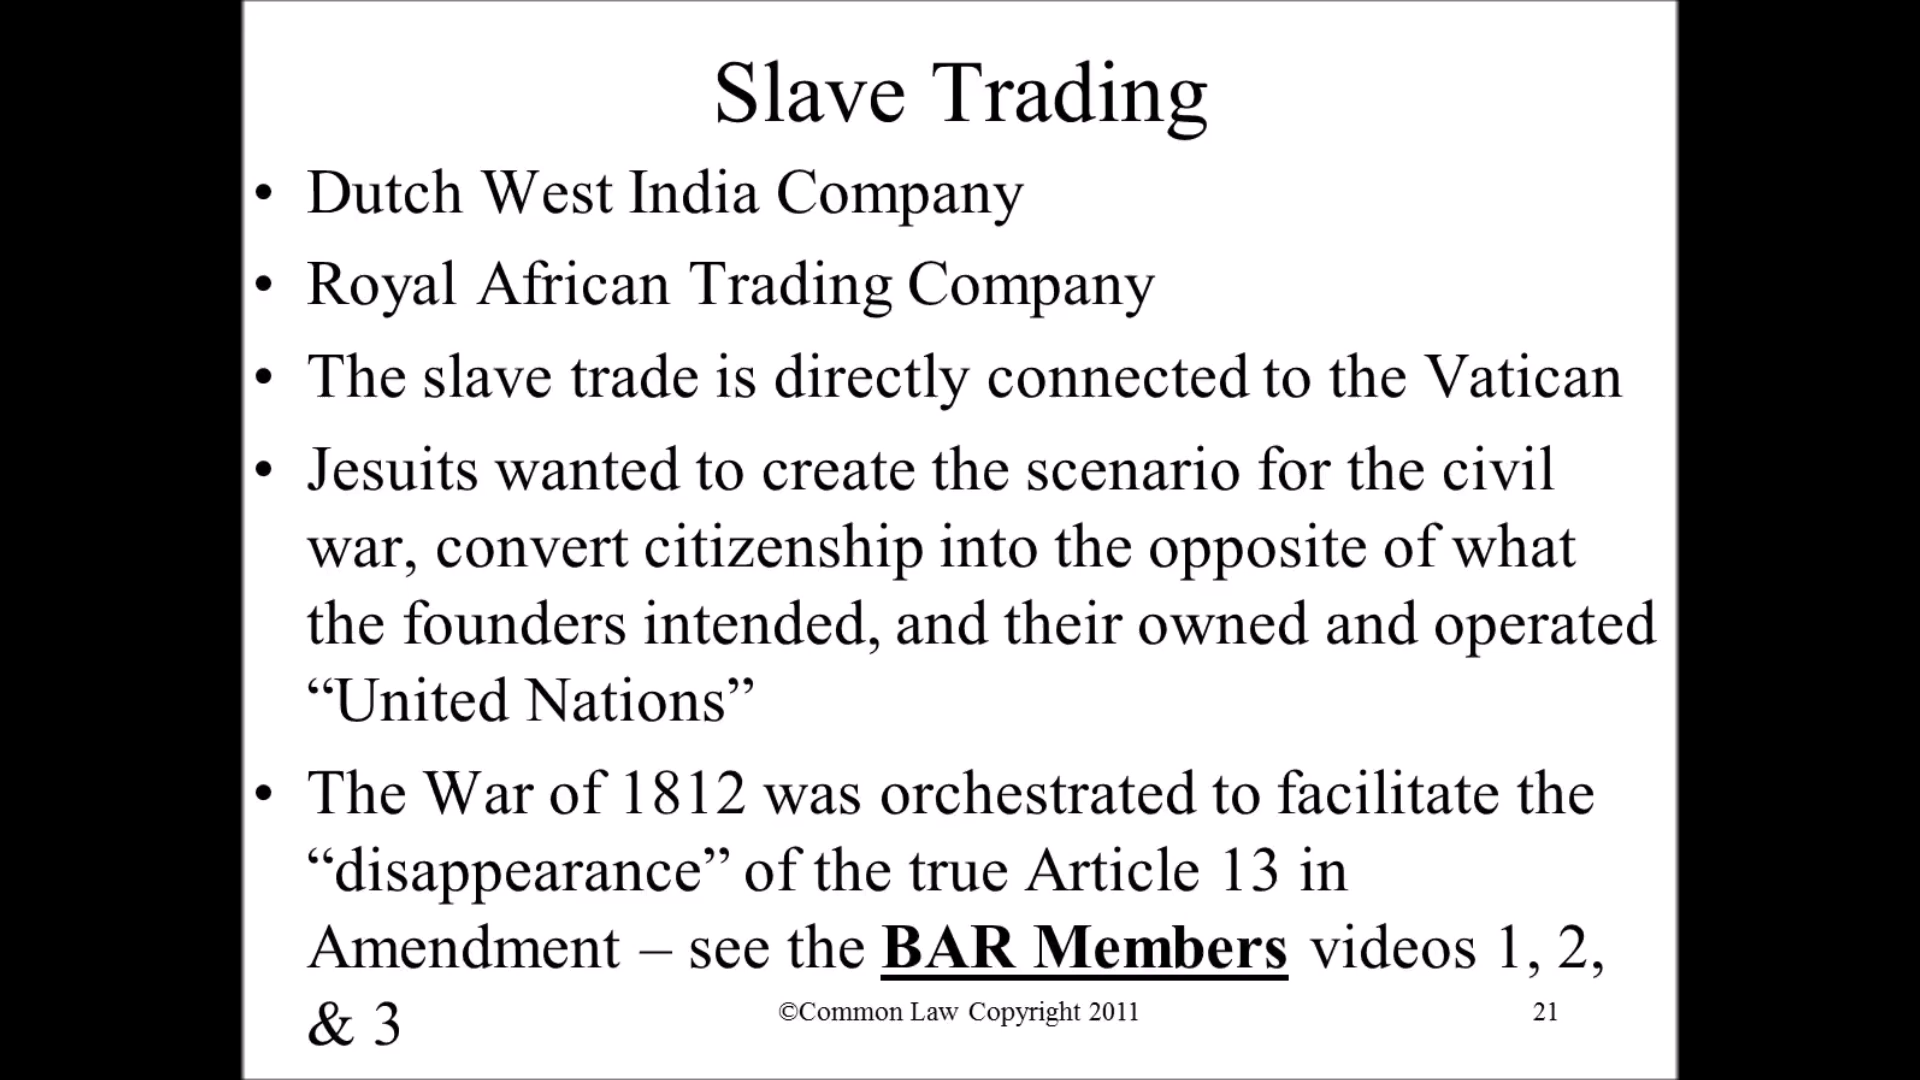 Slave Trading
• Dutch West India Company
• Royal African Trading Company
• The slave trade is directly connected to the Vatican
• Jesuits wanted to create the scenario for the civil
war, convert citizenship into the opposite of what
the founders intended, and their owned and operated
“United Nations”
• The War of 1812 was orchestrated to facilitate the
“disappearance” of the true Article 13 in
Amendment – see the BAR Members videos 1, 2,
& 3
©Common Law Copyright 2011
21